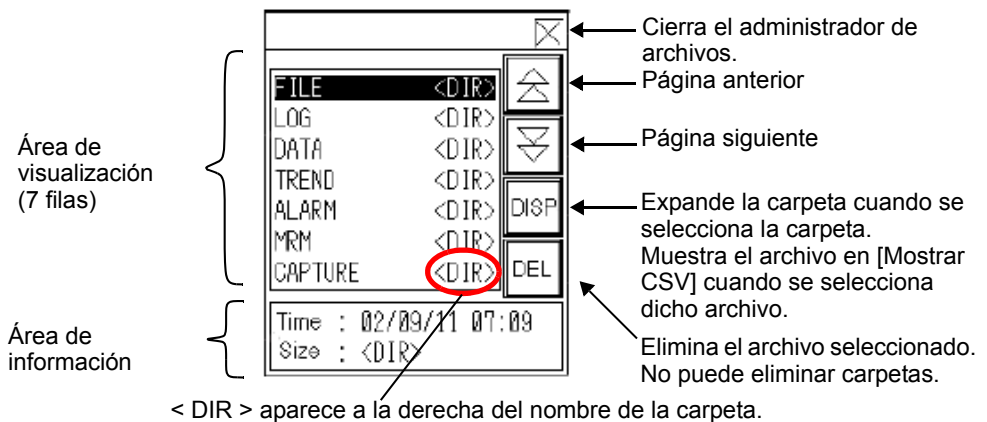 Cierra el administrador de
archivos.
Página anterior
Página siguiente
Expande la carpeta cuando se
selecciona la carpeta.
Muestra el archivo en [Mostrar
CSV] cuando se selecciona
dicho archivo.
Elimina el archivo seleccionado.
No puede eliminar carpetas.
Área de
visualización
(7 filas)
FILE <DIR>
LOG <DIR>
DATA <DIR>
TREND <DIR>
ALARM <DIR>
MRM <DIR>
CAPTURE <DIR>
DISP
DEL
Área de
información
Time : 02/09/11 07:09
Size : <DIR>
< DIR > aparece a la derecha del nombre de la carpeta.